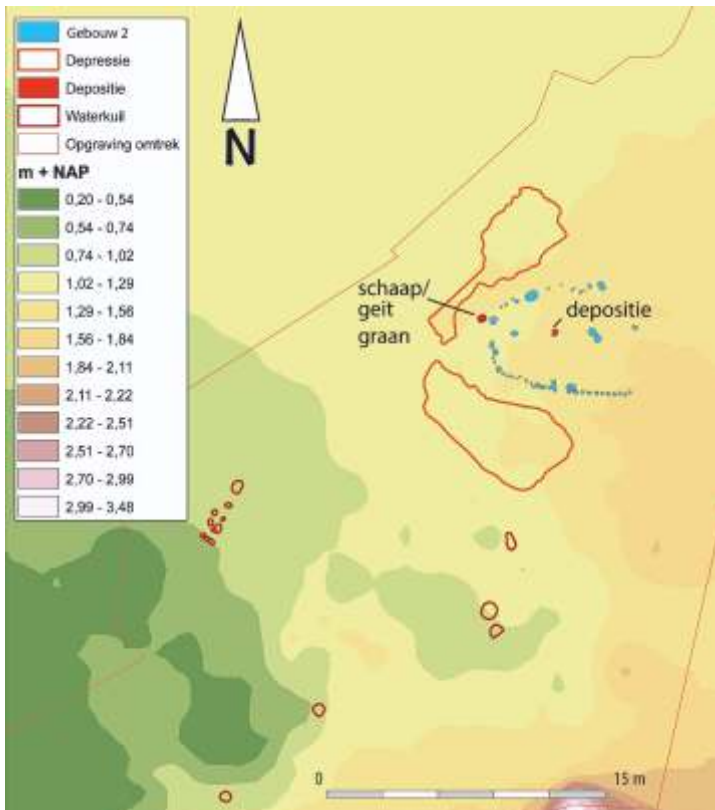 Gebouw 2
Depressie
Depositie
Waterkuil
Opgraving omtrek
m + NAP
0,20 - 0,54
0,54 - 0,74
0,74 - 1,02
1,02 - 1,29
1,29 - 1,56
1,56 - 1,84
1,84 - 2,11
2,11 - 2,22
2,22 - 2,51
2,51 - 2,70
2,70 - 2,99
2,99 - 3,48
N
schaap/
geit
graan
depositie
0 15 m